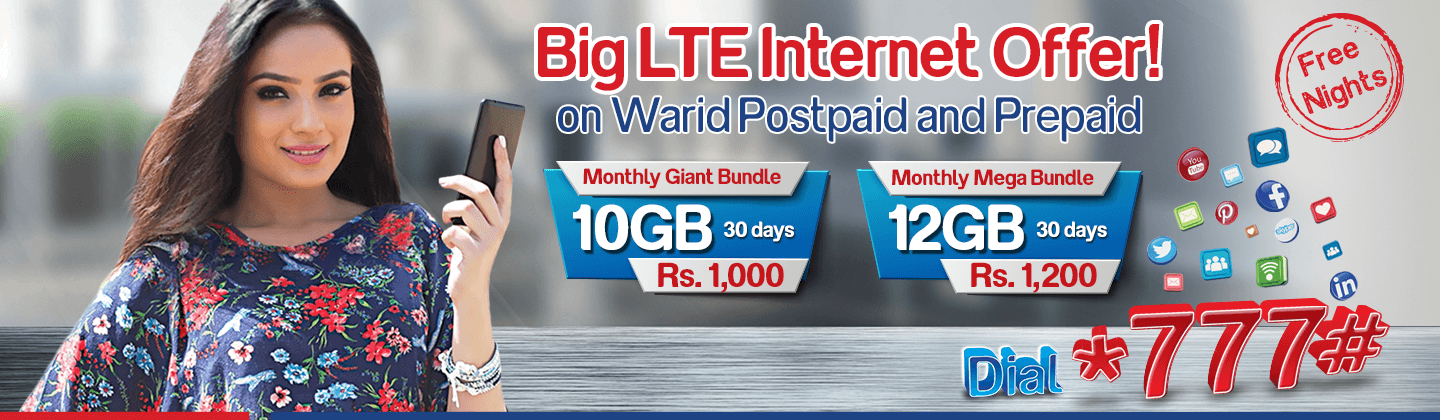 Big LTE Internet Offer!
on Warid Postpaid and Prepaid
Free
Nights
Monthly Giant Bundle
10GB 30 days
Rs. 1,000
Monthly Mega Bundle
12GB 30 days
Rs. 1,200
You
Tube
skype
in
Dial *777#